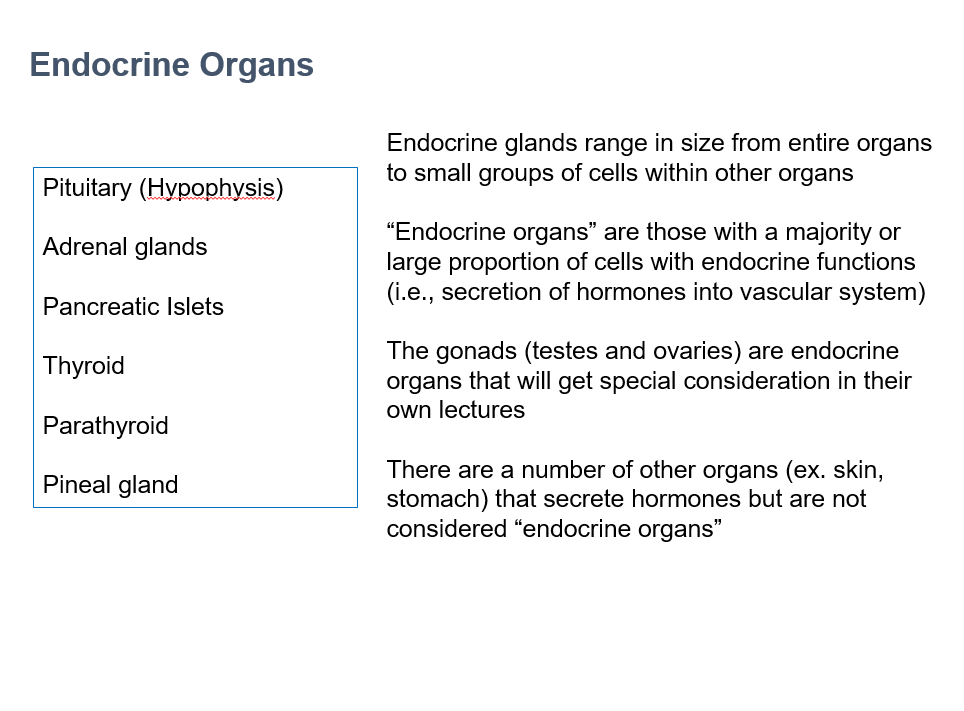 Endocrine Organs
Pituitary (Hypophysis)
Adrenal glands
Pancreatic Islets
Thyroid
Parathyroid
Pineal gland
Endocrine glands range in size from entire organs
to small groups of cells within other organs
“Endocrine organs” are those with a majority or
large proportion of cells with endocrine functions
(i.e., secretion of hormones into vascular system)
The gonads (testes and ovaries) are endocrine
organs that will get special consideration in their
own lectures
There are a number of other organs (ex. skin,
stomach) that secrete hormones but are not
considered “endocrine organs”